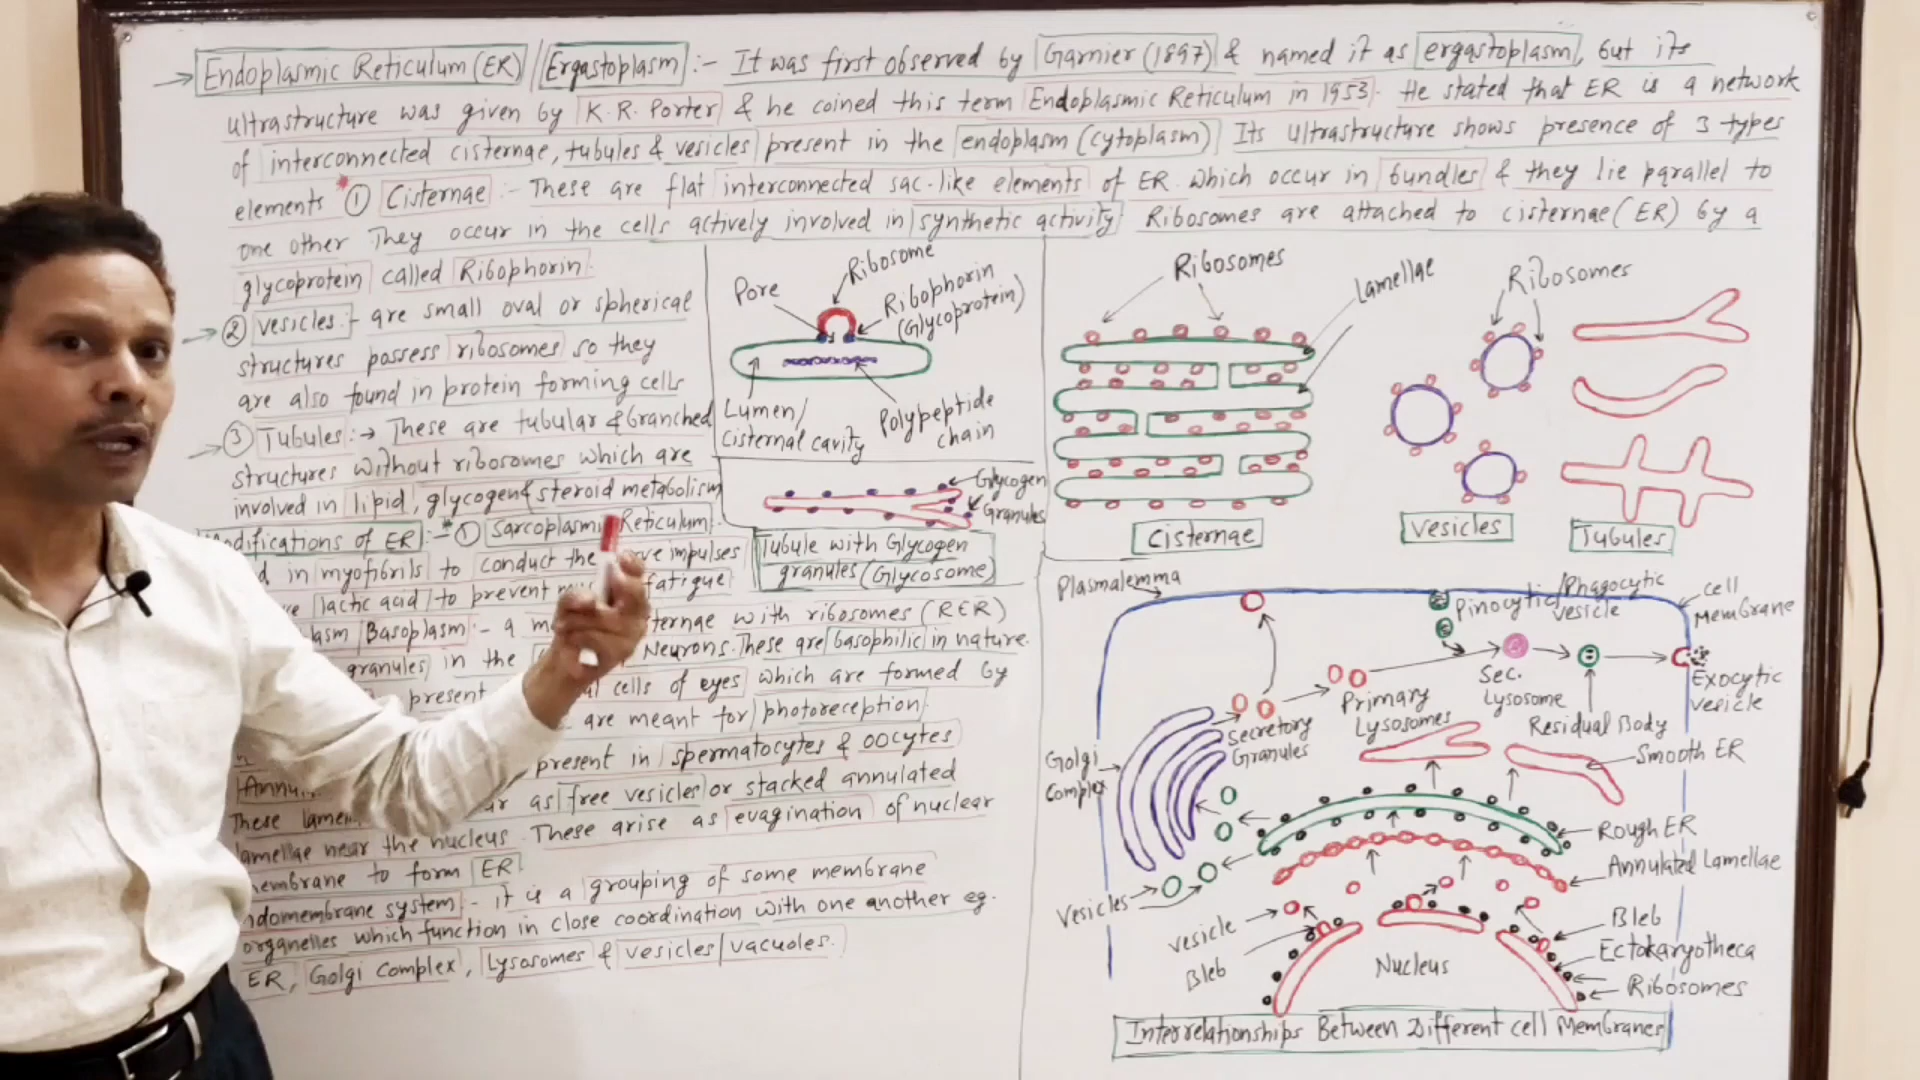 → Endoplasmic Reticulum (ER) / Ergastoplasm :- It was first observed by Garnier (1897) & named it as ergastoplasm, but its
ultrastructure was given by K.R. Porter & he coined this term Endoplasmic Reticulum in 1953. He stated that ER is a network
of interconnected cisternae, tubules & vesicles present in the endoplasm (cytoplasm) Its ultrastructure shows presence of 3 types
elements ① Cisternae :- These are flat interconnected sac-like elements of ER which occur in bundles & they lie parallel to
one other They occur in the cells actively involved in synthetic activity Ribosomes are attached to cisternae (ER) by a
glycoprotein called Ribophorin.
→ ② Vesicles :- are small oval or spherical
structures possess ribosomes so they
are also found in protein forming cells
→ ③ Tubules :→ These are tubular & branched
structures without ribosomes which are
involved in lipid, glycogen & steroid metabolism
difications of ER :- ① Sarcoplasmi Reticulum
in myofibrils to conduct the ve impulses
lactic acid / to prevent fatigue
lasm / Basoplasm - a ternae with ribosomes (RER)
granules in the Neurons. These are basophilic in nature.
present cells of eyes which are formed by
are meant for photoreception
present in spermatocytes & oocytes
Annu ar as free vesicles or stacked annulated
These lame
lamellae near the nucleus. These arise as evagination of nuclear
membrane to form ER
ndomembrane system - it is a grouping of some membrane
organelles which function in close coordination with one another eg.
ER, Golgi complex, Lysosomes & vesicles / vacuoles.
Ribosome
Pore
Ribophorin
(Glycoprotein)
Lumen/
Cisternal cavity
Polypeptide
chain
Glycogen
Granules
Tubule with Glycogen
granules (Glycosome)
Ribosomes
Lamellae
Cisternae
Ribosomes
Vesicles
Tubules
Plasmalemma
Pinocytic/Phagocytic
vesicle
cell
Membrane
Sec.
Lysosome
Exocytic
vesicle
Residual Body
Primary
Lysosomes
Secretory
Granules
Golgi
Complex
Smooth ER
Rough ER
Annulated Lamellae
Vesicles
vesicle
Bleb
Nucleus
Bleb
Ectokaryotheca
Ribosomes
Interrelationships Between Different cell Membranes